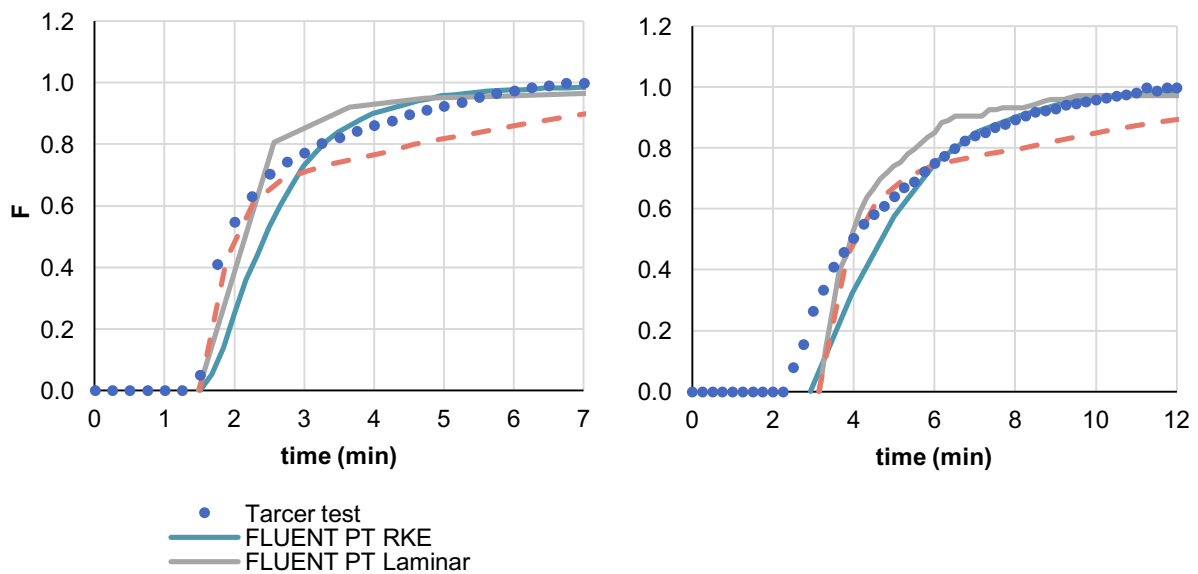 1.2
1.0
0.8
0.6
0.4
0.2
0.0
F
0 1 2 3 4 5 6 7
time (min)
1.2
1.0
0.8
0.6
0.4
0.2
0.0
0 2 4 6 8 10 12
time (min)
Tarcer test
FLUENT PT RKE
FLUENT PT Laminar